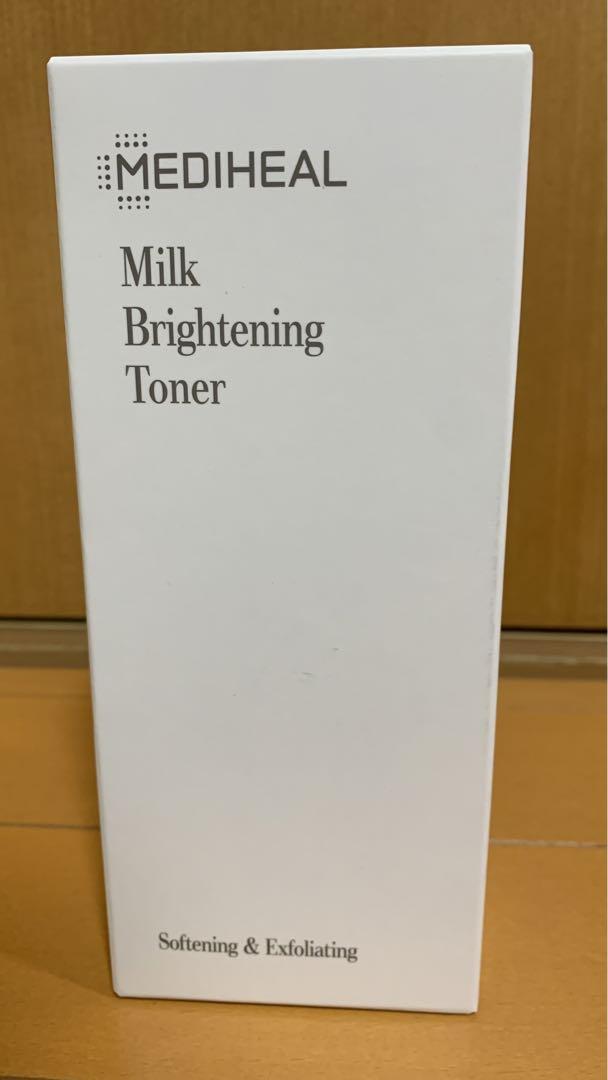 MEDIHEAL
Milk
Brightening
Toner
Softening & Exfoliating